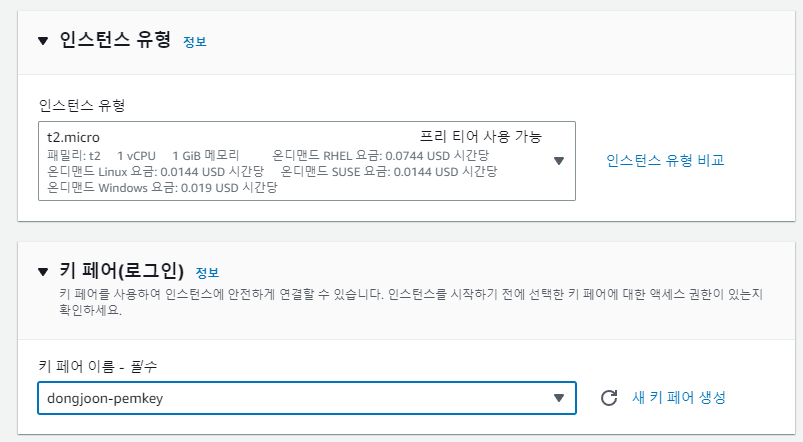 인스턴스 유형 정보
인스턴스 유형
t2.micro 프리 티어 사용 가능
패밀리: t2 1 vCPU 1 GiB 메모리 온디맨드 RHEL 요금: 0.0744 USD 시간당
온디맨드 Linux 요금: 0.0144 USD 시간당 온디맨드 SUSE 요금: 0.0144 USD 시간당
온디맨드 Windows 요금: 0.019 USD 시간당
인스턴스 유형 비교
키 페어(로그인) 정보
키 페어를 사용하여 인스턴스에 안전하게 연결할 수 있습니다. 인스턴스를 시작하기 전에 선택한 키 페어에 대한 액세스 권한이 있는지
확인하세요.
키 페어 이름 - 필수
dongjoon-pemkey
새 키 페어 생성